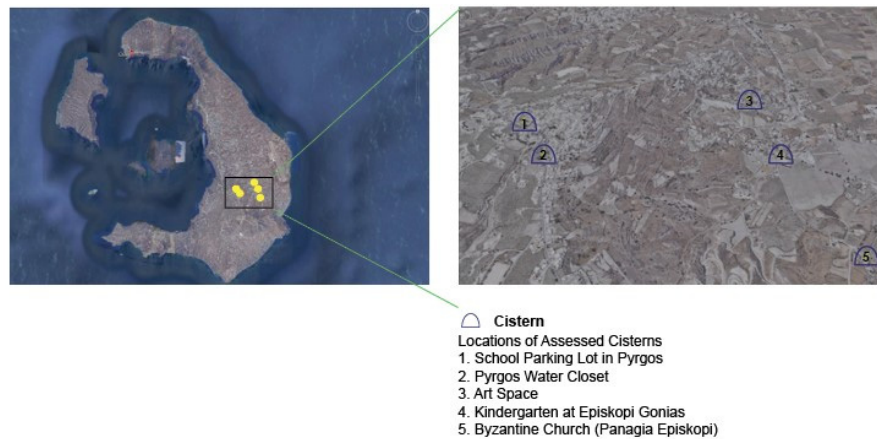 1
2
3
4
5
Cistern
Locations of Assessed Cisterns
1. School Parking Lot in Pyrgos
2. Pyrgos Water Closet
3. Art Space
4. Kindergarten at Episkopi Gonias
5. Byzantine Church (Panagia Episkopi)